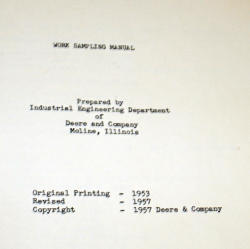 WORK SAMPLING MANUAL
Prepared by
Industrial Engineering Department
of
Deere and Company
Moline, Illinois
Original Printing - 1953
Revised - 1957
Copyright - 1957 Deere & Company